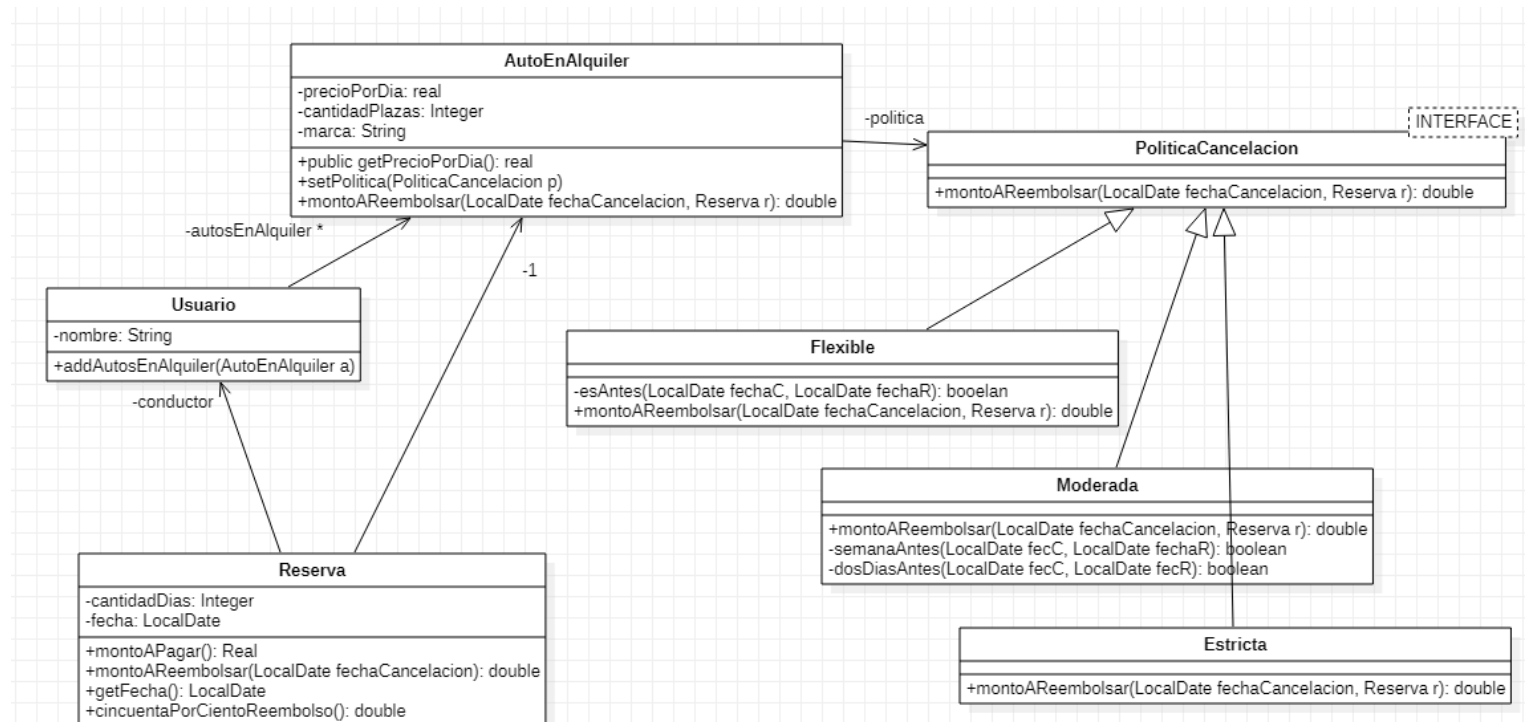 AutoEnAlquiler
-precioPorDia: real
-cantidadPlazas: Integer
-marca: String
+public getPrecioPorDia(): real
+setPolitica(PoliticaCancelacion p)
+montoAReembolsar(LocalDate fechaCancelacion, Reserva r): double
-politica
INTERFACE
PoliticaCancelacion
+montoAReembolsar(LocalDate fechaCancelacion, Reserva r): double
-autosEnAlquiler *
-1
Usuario
-nombre: String
+addAutosEnAlquiler(AutoEnAlquiler a)
-conductor
Flexible
-esAntes(LocalDate fechaC, LocalDate fechaR): booelan
+montoAReembolsar(LocalDate fechaCancelacion, Reserva r): double
Moderada
+montoAReembolsar(LocalDate fechaCancelacion, Reserva r): double
-semanaAntes(LocalDate fecC, LocalDate fechaR): boolean
-dosDiasAntes(LocalDate fecC, LocalDate fecR): boolean
Reserva
-cantidadDias: Integer
-fecha: LocalDate
+montoAPagar(): Real
+montoAReembolsar(LocalDate fechaCancelacion): double
+getFecha(): LocalDate
+cincuentaPorCientoReembolso(): double
Estricta
+montoAReembolsar(LocalDate fechaCancelacion, Reserva r): double